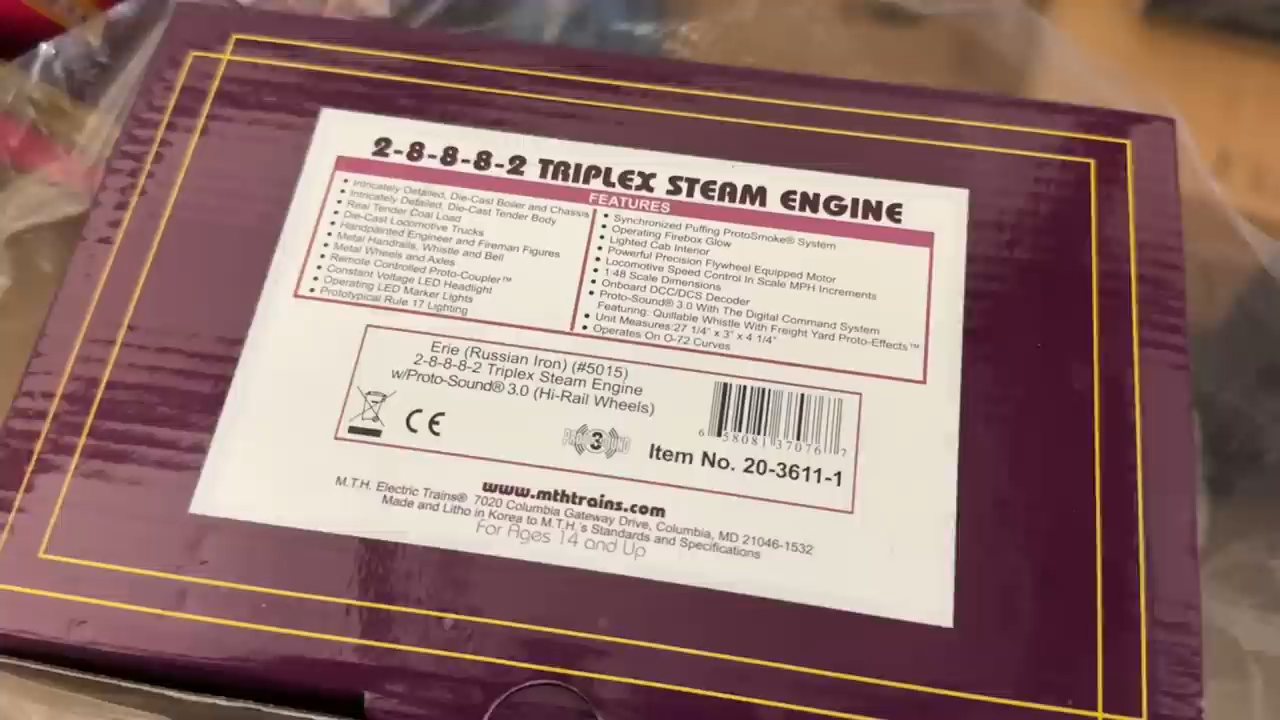 2-8-8-8-2 TRIPLEX STEAM ENGINE
FEATURES
• Intricately Detailed, Die-Cast Boiler and Chassis
• Intricately Detailed, Die-Cast Tender Body
• Real Tender Coal Load
• Die-Cast Locomotive Trucks
• Handpainted Engineer and Fireman Figures
• Metal Handrails, Whistle and Bell
• Metal Wheels and Axles
• Remote Controlled Proto-Coupler™
• Constant Voltage LED Headlight
• Operating LED Marker Lights
• Prototypical Rule 17 Lighting
• Synchronized Puffing ProtoSmoke® System
• Operating Firebox Glow
• Lighted Cab Interior
• Powerful Precision Flywheel Equipped Motor
• Locomotive Speed Control In Scale MPH Increments
• 1:48 Scale Dimensions
• Onboard DCC/DCS Decoder
• Proto-Sound® 3.0 With The Digital Command System
Featuring: Quillable Whistle With Freight Yard Proto-Effects™
• Unit Measures:27 1/4" x 3" x 4 1/4"
• Operates On O-72 Curves
Erie (Russian Iron) (#5015)
2-8-8-8-2 Triplex Steam Engine
w/Proto-Sound® 3.0 (Hi-Rail Wheels)
CE
3
6 58081 37076 7
Item No. 20-3611-1
www.mthtrains.com
M.T.H. Electric Trains® 7020 Columbia Gateway Drive, Columbia, MD 21046-1532
Made and Litho in Korea to M.T.H.'s Standards and Specifications
For Ages 14 and Up